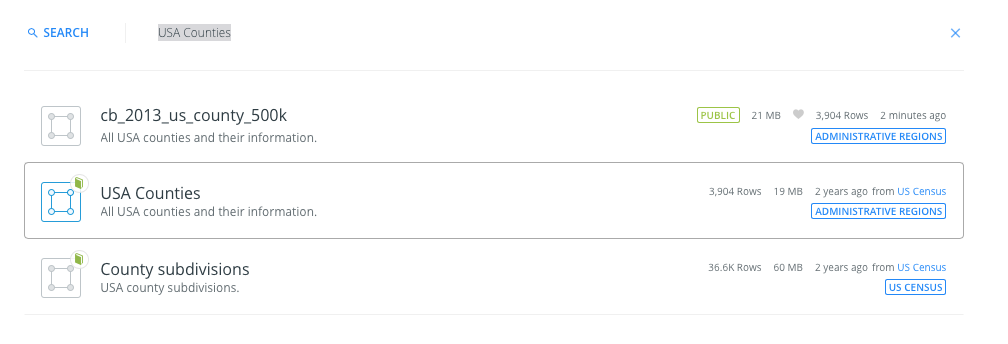 SEARCH USA Counties
cb_2013_us_county_500k PUBLIC 21 MB 3,904 Rows 2 minutes ago
All USA counties and their information. ADMINISTRATIVE REGIONS
USA Counties 3,904 Rows 19 MB 2 years ago from US Census
All USA counties and their information. ADMINISTRATIVE REGIONS
County subdivisions 36.6K Rows 60 MB 2 years ago from US Census
USA county subdivisions. US CENSUS